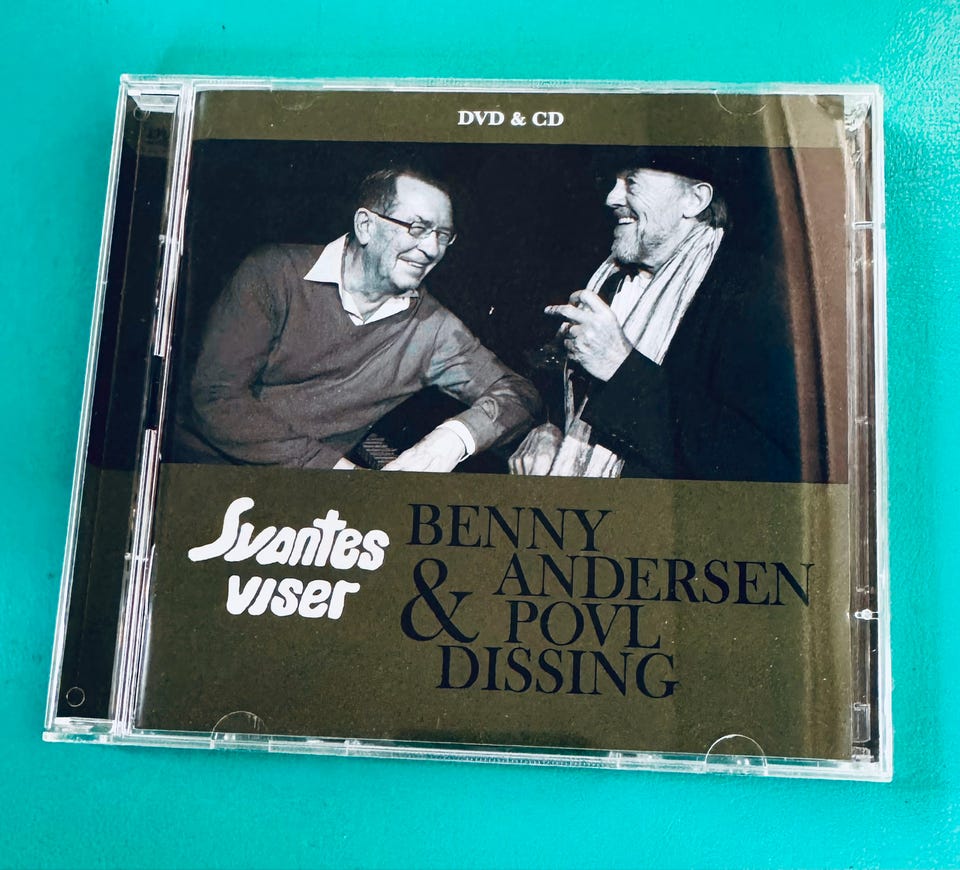 DVD & CD
Svantes
viser
BENNY
ANDERSEN
& POVL
DISSING